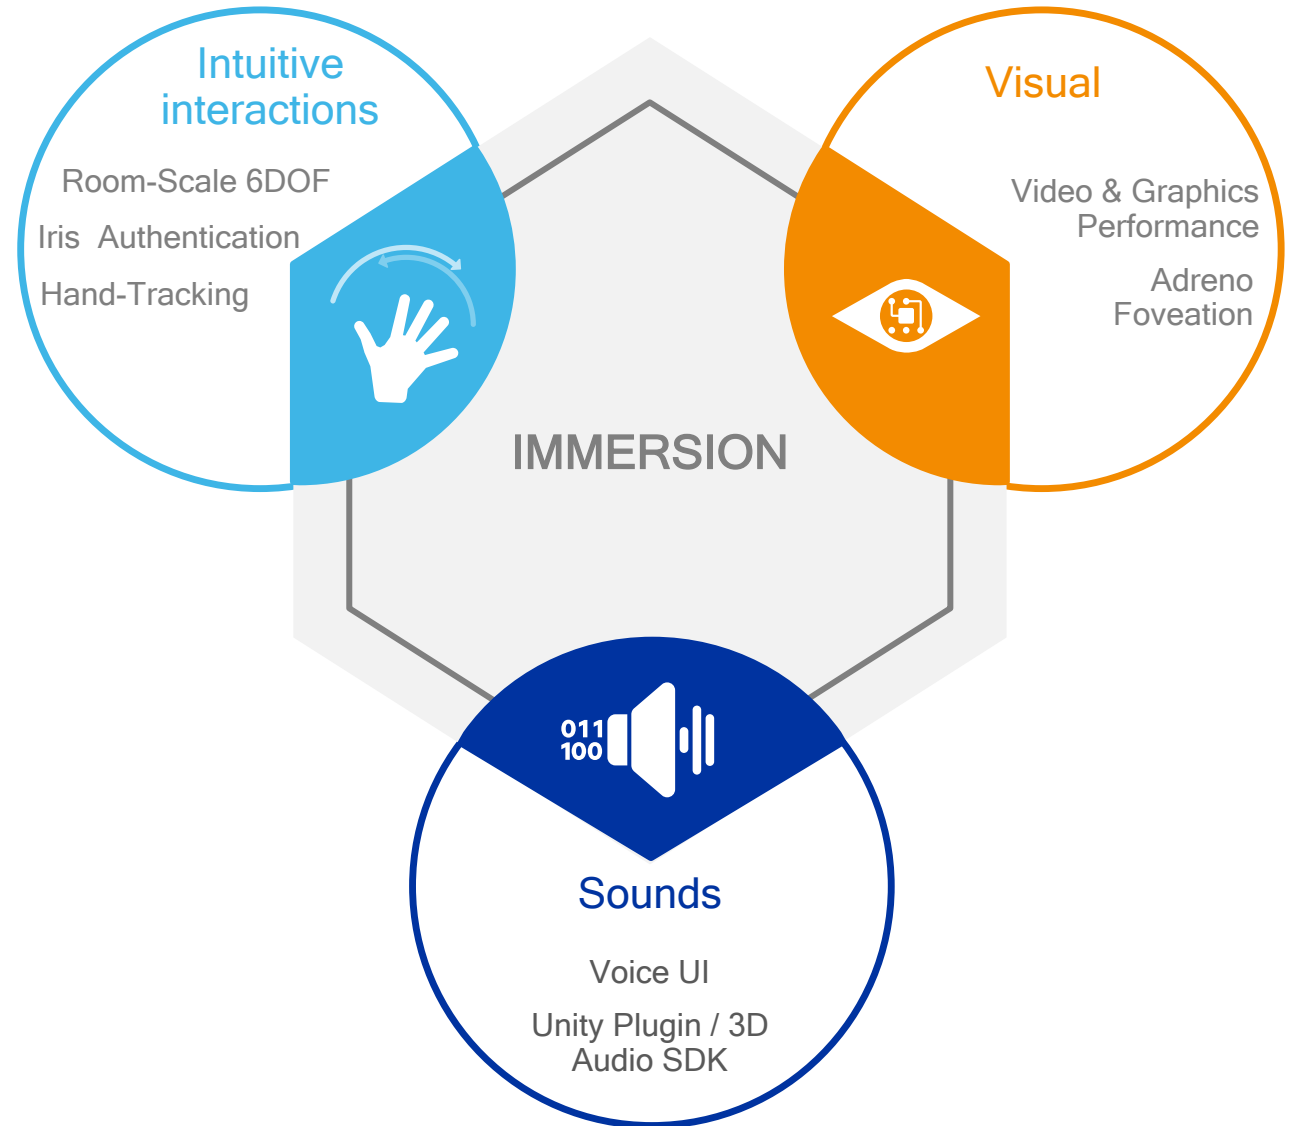 Intuitive
interactions
Room-Scale 6DOF
Iris Authentication
Hand-Tracking
Visual
Video & Graphics
Performance
Adreno
Foveation
IMMERSION
011
100
Sounds
Voice UI
Unity Plugin / 3D
Audio SDK